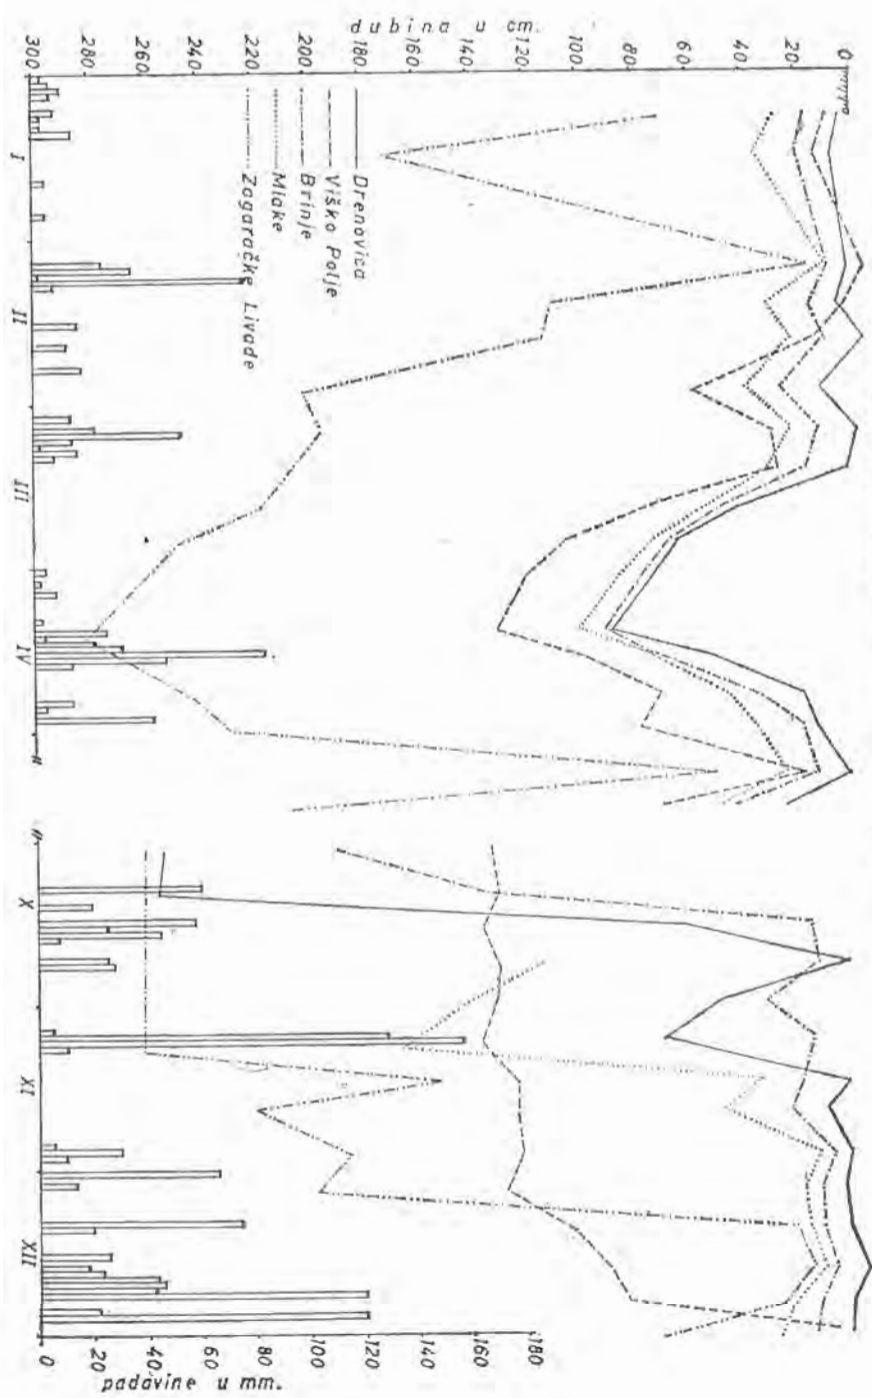 dubina u cm.
300 280 260 240 220 200 180 160 140 120 100 80 60 40 20 0
Drenovica
Viško Polje
Brinje
Mlake
Zagaračke Livade
I II III IV X XI XII
0 20 40 60 80 100 120 140 160 180
padavine u mm.